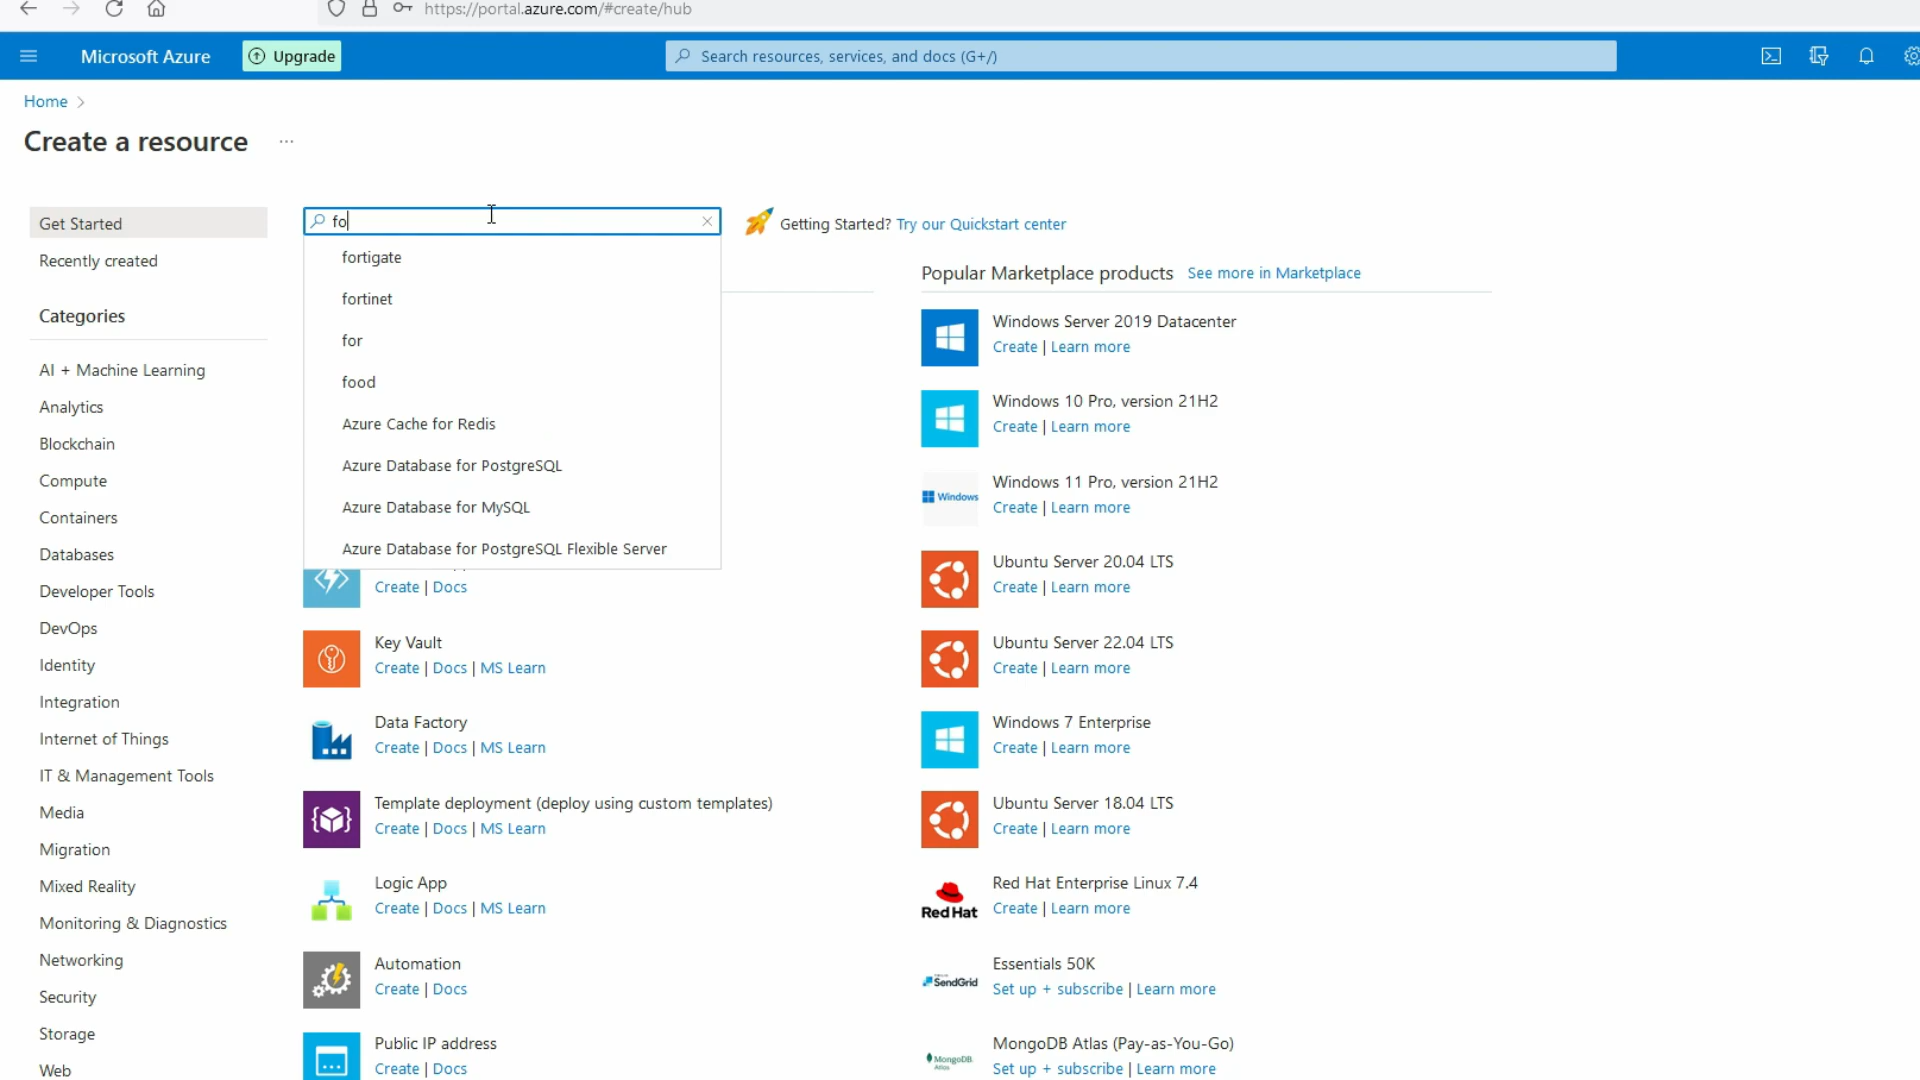 https://portal.azure.com/#create/hub
Microsoft Azure
Upgrade
Search resources, services, and docs (G+/)
Home
Create a resource
...
Get Started
Recently created
Categories
AI + Machine Learning
Analytics
Blockchain
Compute
Containers
Databases
Developer Tools
DevOps
Identity
Integration
Internet of Things
IT & Management Tools
Media
Migration
Mixed Reality
Monitoring & Diagnostics
Networking
Security
Storage
Web
fo
fortigate
fortinet
for
food
Azure Cache for Redis
Azure Database for PostgreSQL
Azure Database for MySQL
Azure Database for PostgreSQL Flexible Server
Create | Docs
Key Vault
Create | Docs | MS Learn
Data Factory
Create | Docs | MS Learn
Template deployment (deploy using custom templates)
Create | Docs | MS Learn
Logic App
Create | Docs | MS Learn
Automation
Create | Docs
Public IP address
Create | Docs
Getting Started? Try our Quickstart center
Popular Marketplace products See more in Marketplace
Windows Server 2019 Datacenter
Create | Learn more
Windows 10 Pro, version 21H2
Create | Learn more
Windows
Windows 11 Pro, version 21H2
Create | Learn more
Ubuntu Server 20.04 LTS
Create | Learn more
Ubuntu Server 22.04 LTS
Create | Learn more
Windows 7 Enterprise
Create | Learn more
Ubuntu Server 18.04 LTS
Create | Learn more
Red Hat
Red Hat Enterprise Linux 7.4
Create | Learn more
SendGrid
Essentials 50K
Set up + subscribe | Learn more
MongoDB.
Atlas
MongoDB Atlas (Pay-as-You-Go)
Set up + subscribe | Learn more